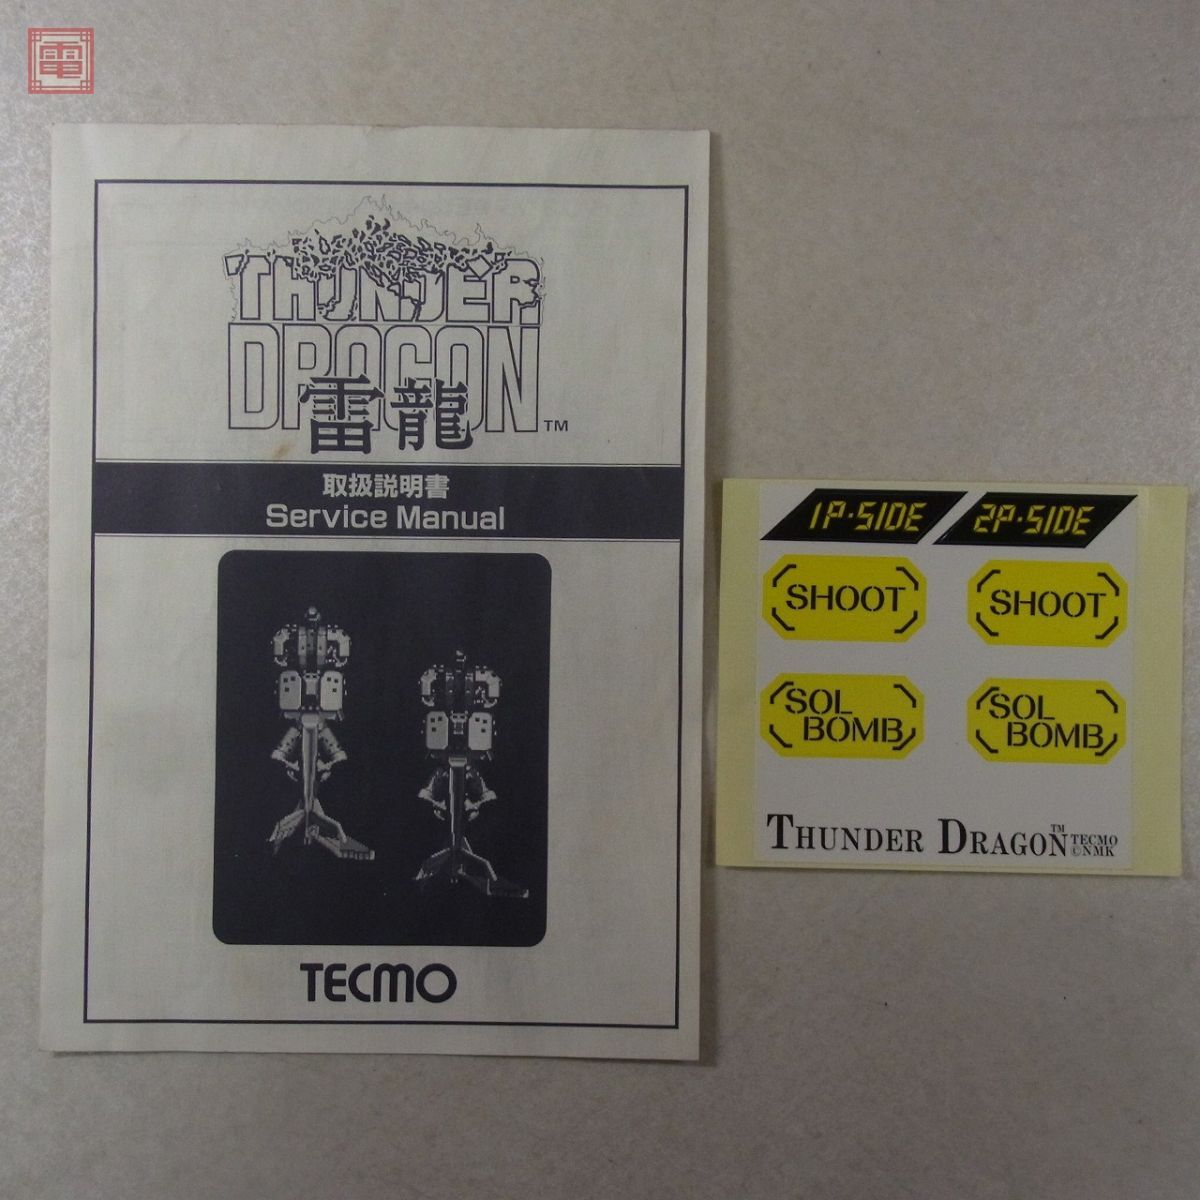 電
THUNDER
DRAGON
雷龍
TM
取扱説明書
Service Manual
TECMO
1P·SIDE
2P·SIDE
SHOOT
SHOOT
SOL
BOMB
SOL
BOMB
THUNDER DRAGON TM TECMO
©NMK